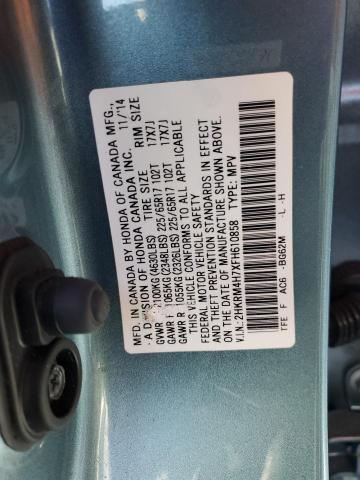 MFD. IN CANADA BY HONDA OF CANADA MFG.,
A DIVISION OF HONDA CANADA INC. 11/14
TIRE SIZE RIM SIZE
GVWR 2100KG(4630LBS)
GAWR F 1065KG(2348LBS) 225/65R17 102T 17X7J
GAWR R 1055KG(2326LBS) 225/65R17 102T 17X7J
THIS VEHICLE CONFORMS TO ALL APPLICABLE
FEDERAL MOTOR VEHICLE SAFETY
AND THEFT PREVENTION STANDARDS IN EFFECT
ON THE DATE OF MANUFACTURE SHOWN ABOVE.
V.I.N.: 2HKRM4H7XFH610858 TYPE: MPV
TFE F AC6 -BG62M -L -H